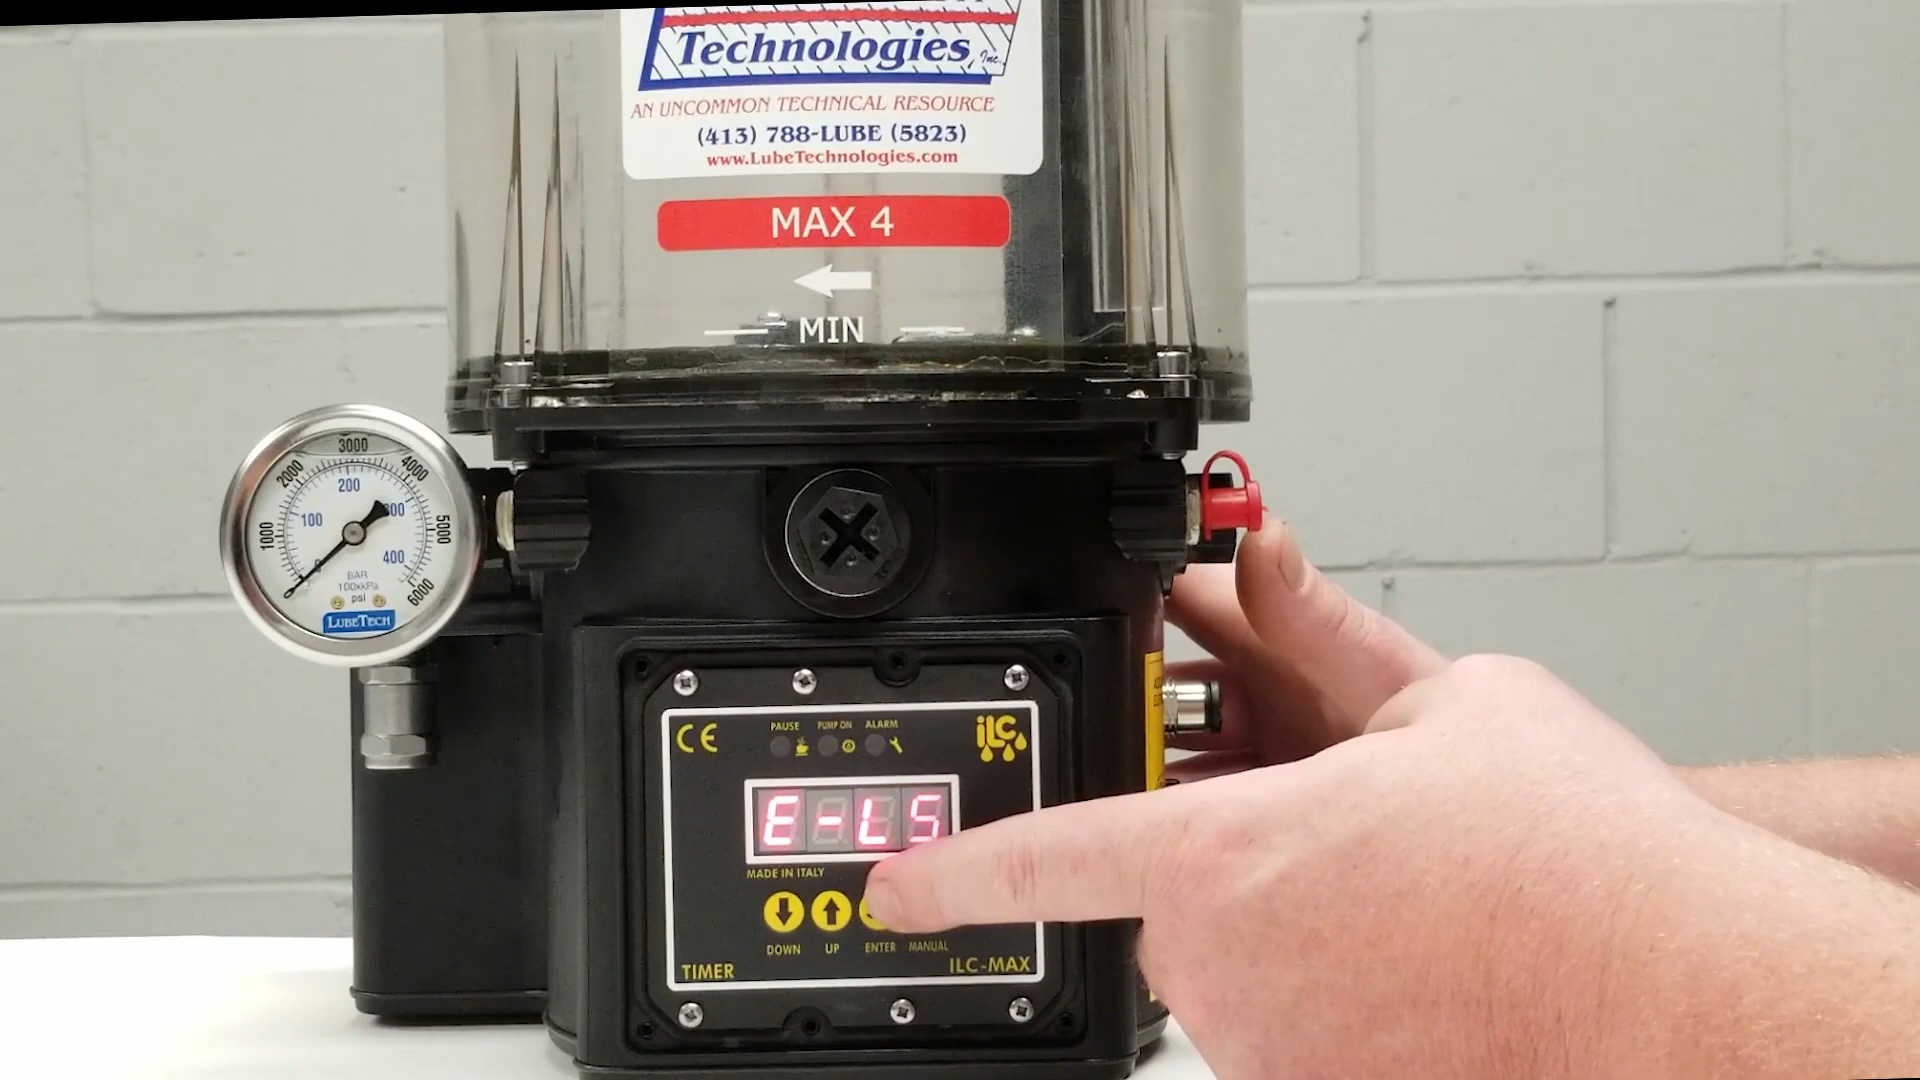 Technologies, Inc.
AN UNCOMMON TECHNICAL RESOURCE
(413) 788-LUBE (5823)
www.LubeTechnologies.com
MAX 4
MIN
3000
2000
4000
200
100
300
1000
5000
0
400
6000
BAR
100xkPa
psi
LUBETECH
CE
PAUSE PUMP ON ALARM
iLC
E-LS
MADE IN ITALY
DOWN UP ENTER MANUAL
TIMER ILC-MAX